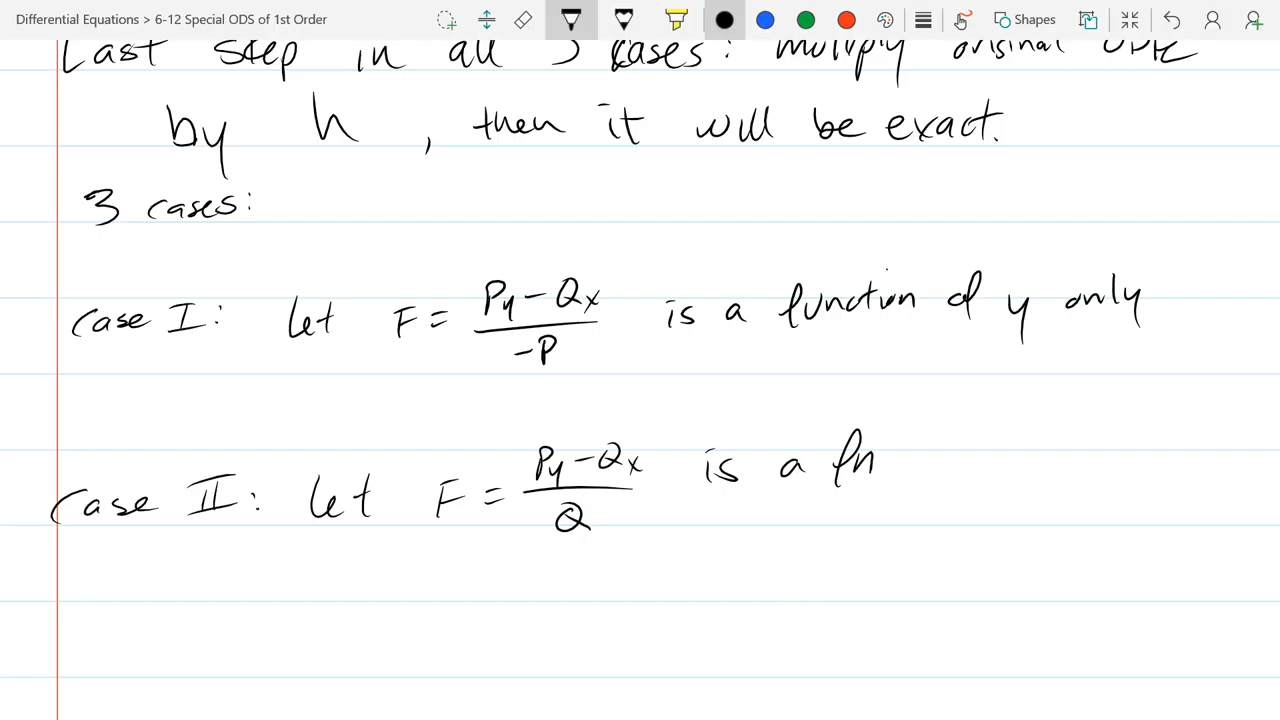 Differential Equations > 6-12 Special ODS of 1st Order
Shapes
Last step in all 3 cases: multiply original ODE
by h, then it will be exact.
3 cases:
case I: let F = (Py - Qx)/(-P) is a function of y only
case II: let F = (Py - Qx)/Q is a fn